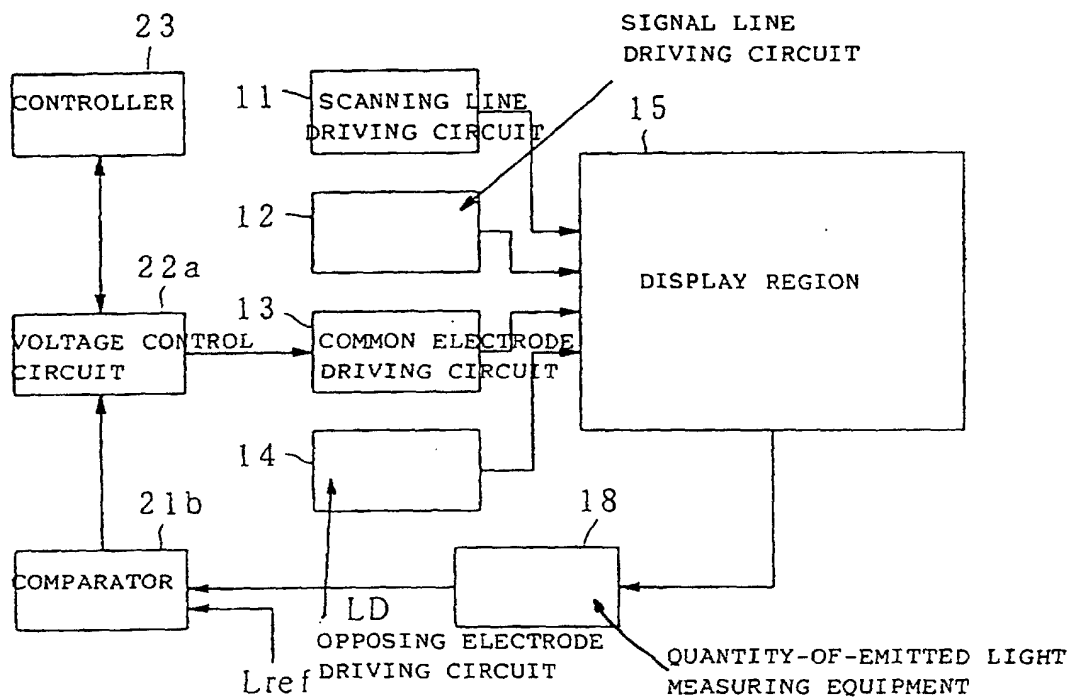 23
SIGNAL LINE
DRIVING CIRCUIT
CONTROLLER
11
SCANNING LINE
DRIVING CIRCUIT
15
12
DISPLAY REGION
22a
VOLTAGE CONTROL
CIRCUIT
13
COMMON ELECTRODE
DRIVING CIRCUIT
14
21b
COMPARATOR
18
LD
OPPOSING ELECTRODE
DRIVING CIRCUIT
Lref
QUANTITY-OF-EMITTED LIGHT
MEASURING EQUIPMENT